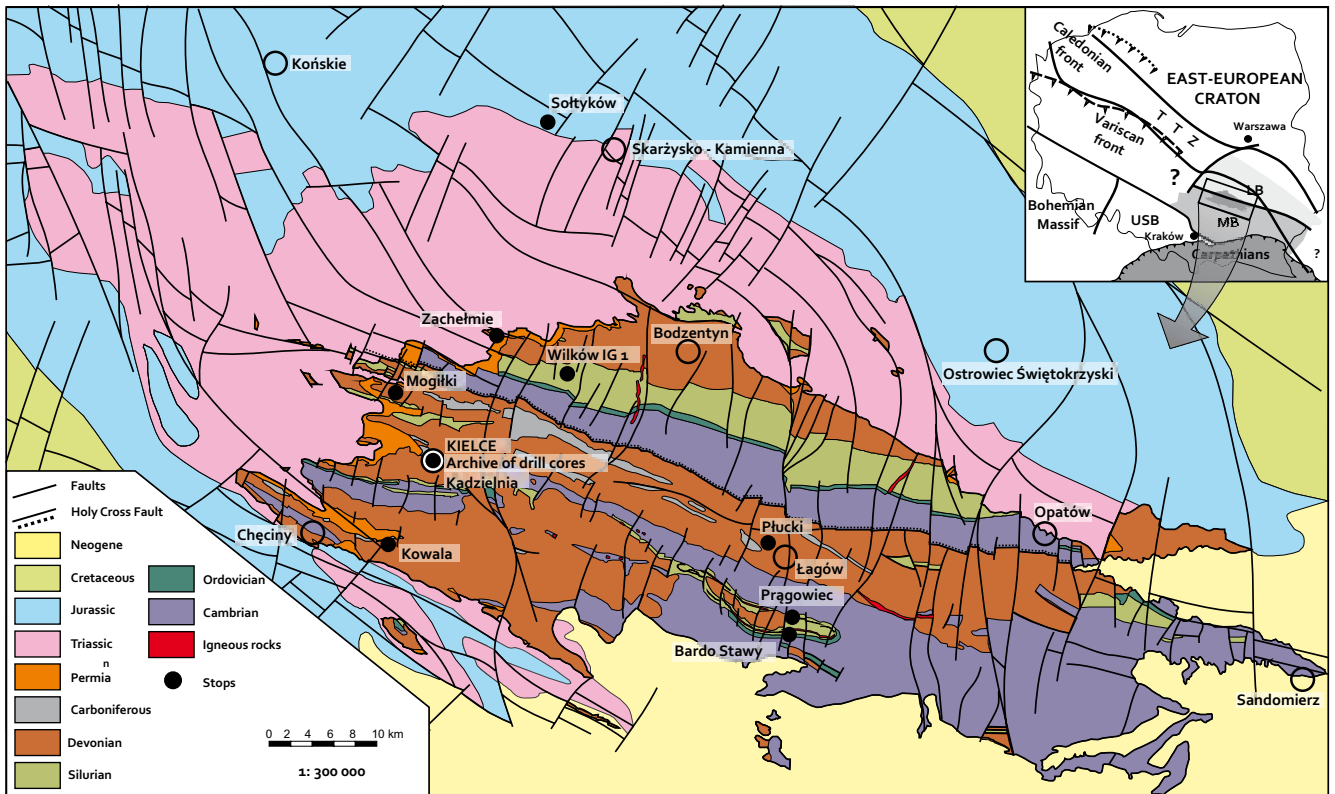 Końskie
Sołtyków
Skarżysko - Kamienna
Zachełmie
Bodzentyn
Wilków IG 1
Mogiłki
Ostrowiec Świętokrzyski
KIELCE
Archive of drill cores
Kadzielnia
Chęciny
Kowala
Płucki
Łagów
Opatów
Prągowiec
Bardo Stawy
Sandomierz
Caledonian
front
EAST-EUROPEAN
CRATON
T T Z
Variscan
front
Warszawa
?
LB
Bohemian
Massif
USB
MB
Kraków
?
Carpathians
Faults
Holy Cross Fault
Neogene
Cretaceous
Jurassic
Triassic
n
Permia
Carboniferous
Devonian
Silurian
Ordovician
Cambrian
Igneous rocks
Stops
0 2 4 6 8 10 km
1: 300 000